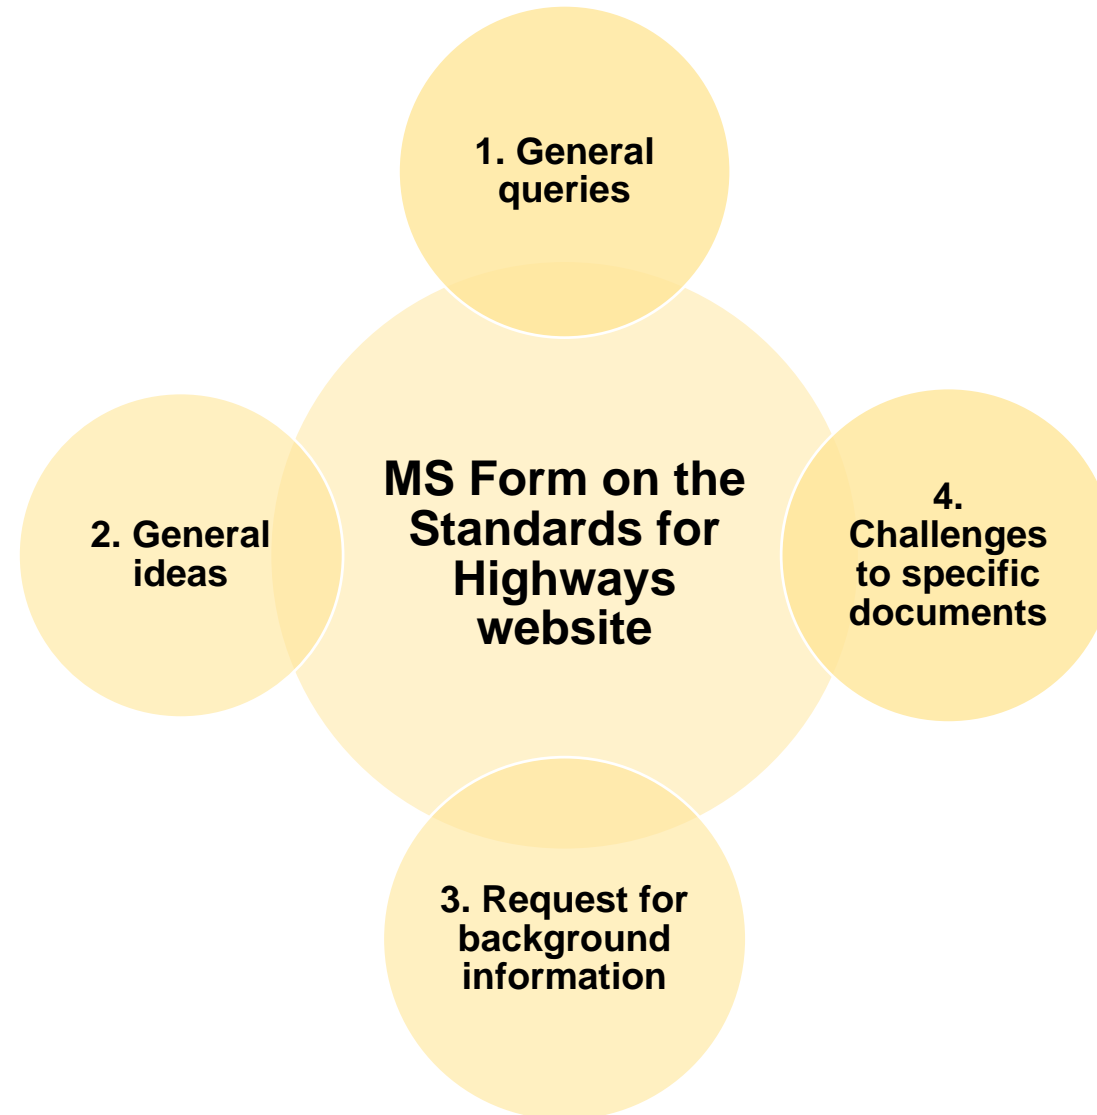 1. General
queries
MS Form on the
Standards for
Highways
website
2. General
ideas
4.
Challenges
to specific
documents
3. Request for
background
information